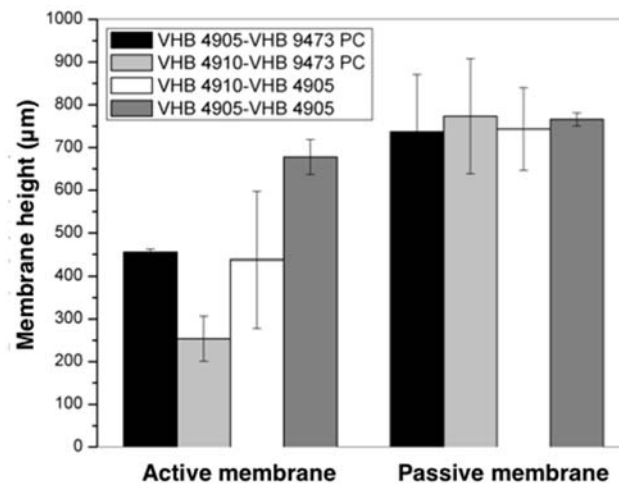 1000
900
800
700
600
500
400
300
200
100
0
Membrane height (µm)
VHB 4905-VHB 9473 PC
VHB 4910-VHB 9473 PC
VHB 4910-VHB 4905
VHB 4905-VHB 4905
Active membrane
Passive membrane